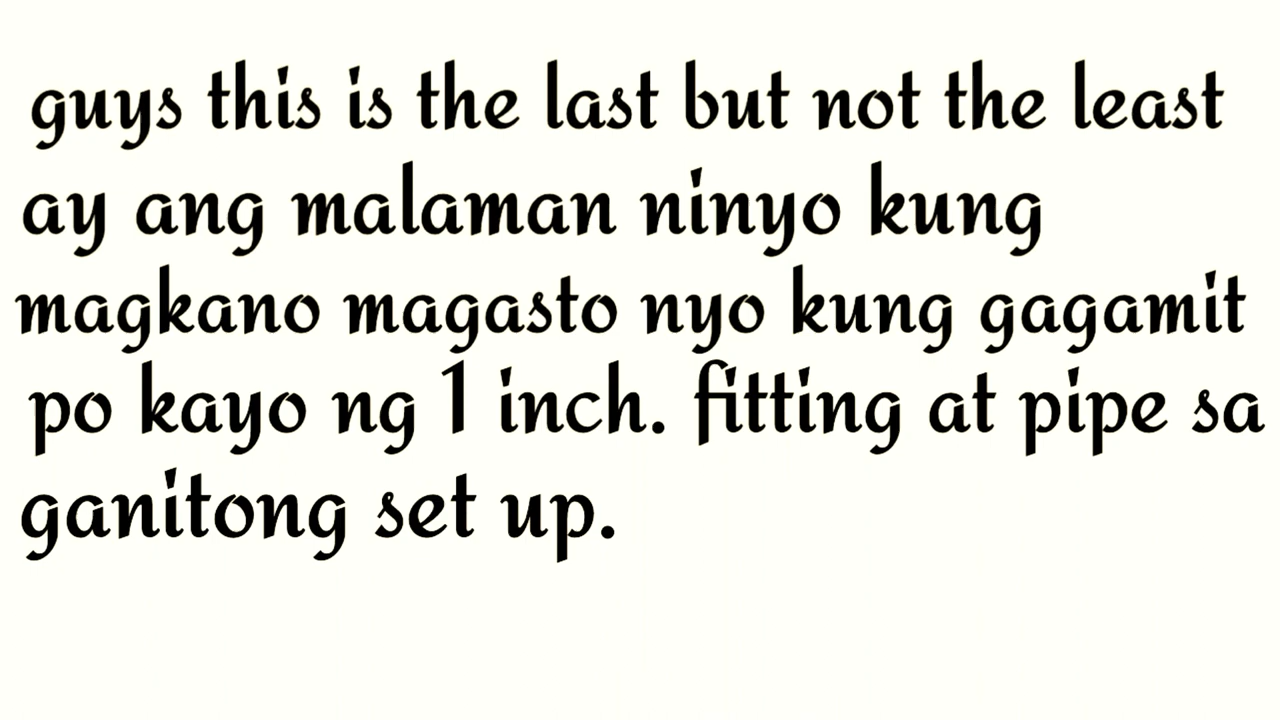 guys this is the last but not the least
ay ang malaman ninyo kung
magkano magasto nyo kung gagamit
po kayo ng 1 inch. fitting at pipe sa
ganitong set up.